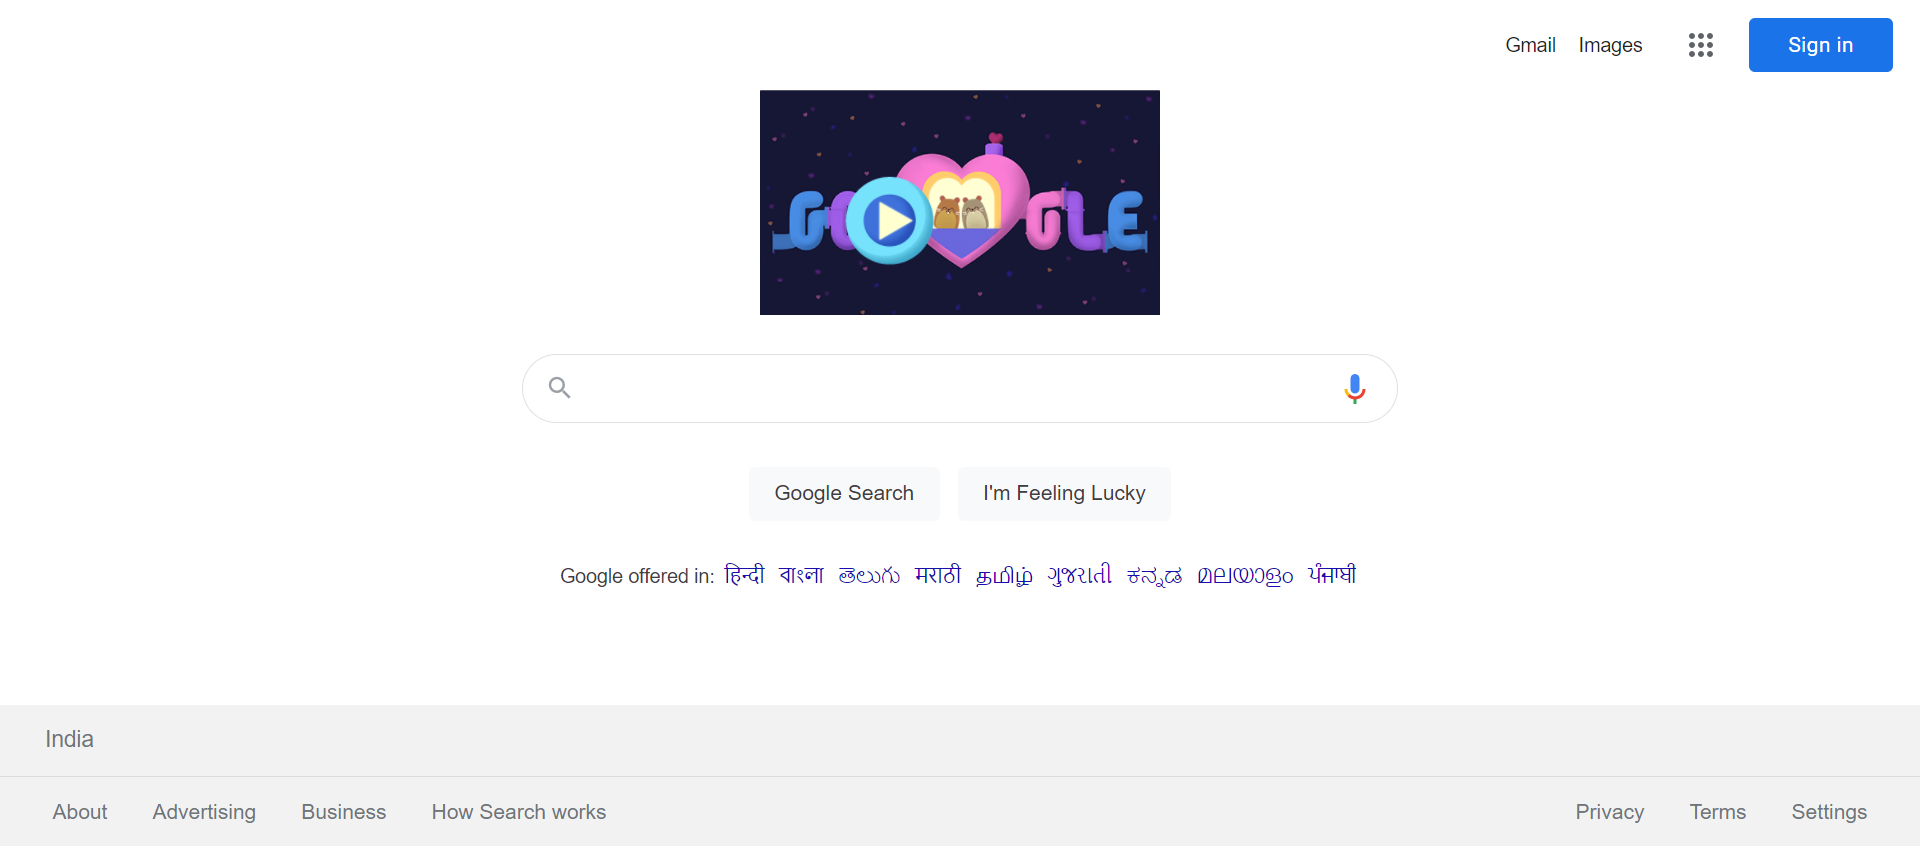 Gmail Images Sign in
GOOGLE
Google Search I'm Feeling Lucky
Google offered in: हिन्दी বাংলা తెలుగు मराठी தமிழ் ગુજરાતી ಕನ್ನಡ മലയാളം ਪੰਜਾਬੀ
India
About Advertising Business How Search works Privacy Terms Settings